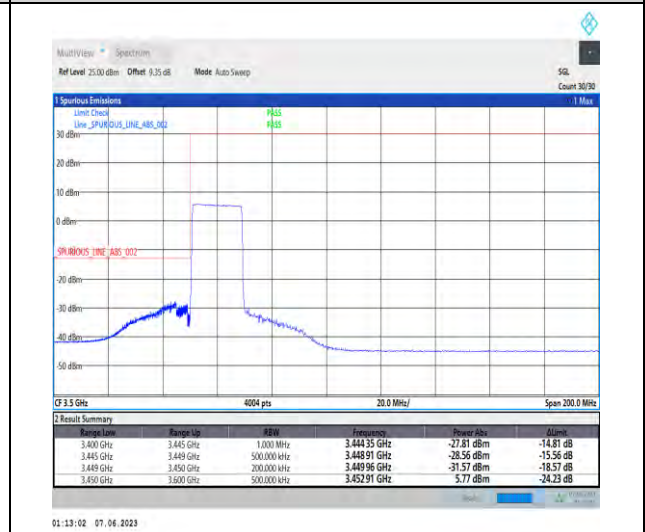 MultiView Spectrum
Ref Level 25.00 dBm Offset 9.35 dB Mode Auto Sweep SGL
Count 30/30
1 Spurious Emissions 1 Max
Limit Check PASS
Line _SPURIOUS_LINE_ABS_002 PASS
30 dBm
20 dBm
10 dBm
0 dBm
SPURIOUS_LINE_ABS_002
-20 dBm
-30 dBm
-40 dBm
-50 dBm
CF 3.5 GHz 4004 pts 20.0 MHz/ Span 200.0 MHz
2 Result Summary
Range Low Range Up RBW Frequency Power Abs ΔLimit
3.400 GHz 3.445 GHz 1.000 MHz 3.444 35 GHz -27.81 dBm -14.81 dB
3.445 GHz 3.449 GHz 500.000 kHz 3.448 91 GHz -28.56 dBm -15.56 dB
3.449 GHz 3.450 GHz 200.000 kHz 3.449 96 GHz -31.57 dBm -18.57 dB
3.450 GHz 3.600 GHz 500.000 kHz 3.452 91 GHz 5.77 dBm -24.23 dB
01:13:02 07.06.2023